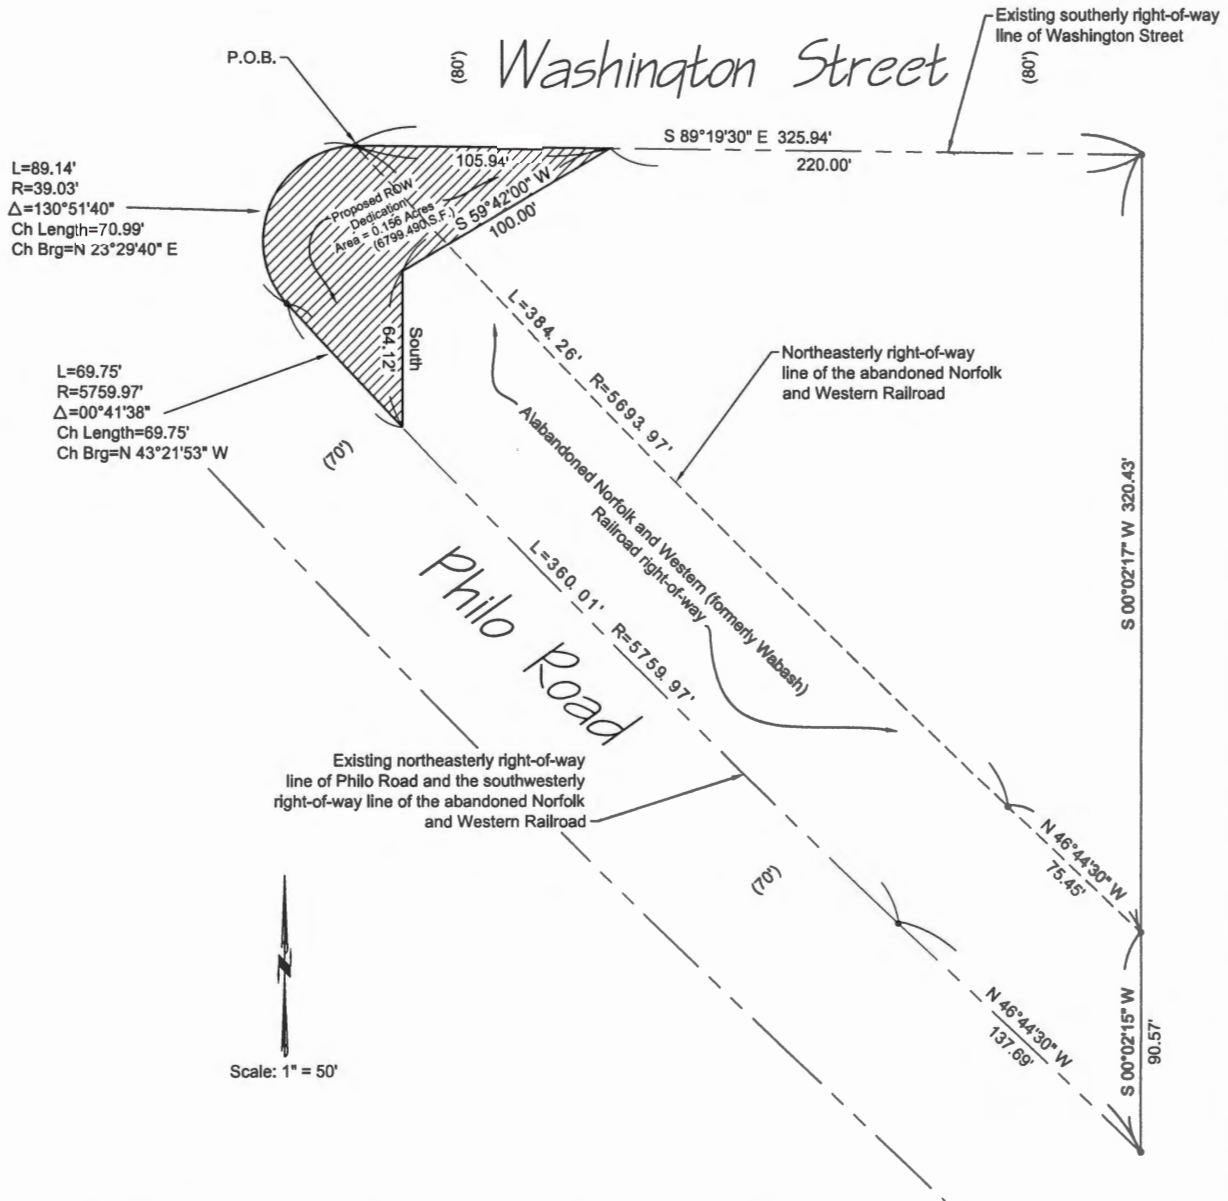 Existing southerly right-of-way
line of Washington Street
P.O.B.
(80')
Washington Street
(80')
S 89°19'30" E 325.94'
105.94'
220.00'
L=89.14'
R=39.03'
Δ=130°51'40"
Ch Length=70.99'
Ch Brg=N 23°29'40" E
Proposed ROW
Dedication
Area = 0.156 Acres
(6799.490 S.F.)
S 59°42'00" W
100.00'
South
64.12'
L=69.75'
R=5759.97'
Δ=00°41'38"
Ch Length=69.75'
Ch Brg=N 43°21'53" W
(70')
L=384.26' R=5693.97'
Northeasterly right-of-way
line of the abandoned Norfolk
and Western Railroad
Alabandoned Norfolk and Western (formerly Wabash)
Railroad right-of-way
S 00°02'17" W 320.43'
L=360.01' R=5759.97'
Philo Road
Existing northeasterly right-of-way
line of Philo Road and the southwesterly
right-of-way line of the abandoned Norfolk
and Western Railroad
(70')
N 46°44'30" W
75.45'
N 46°44'30" W
137.69'
S 00°02'15" W
90.57'
N
Scale: 1" = 50'